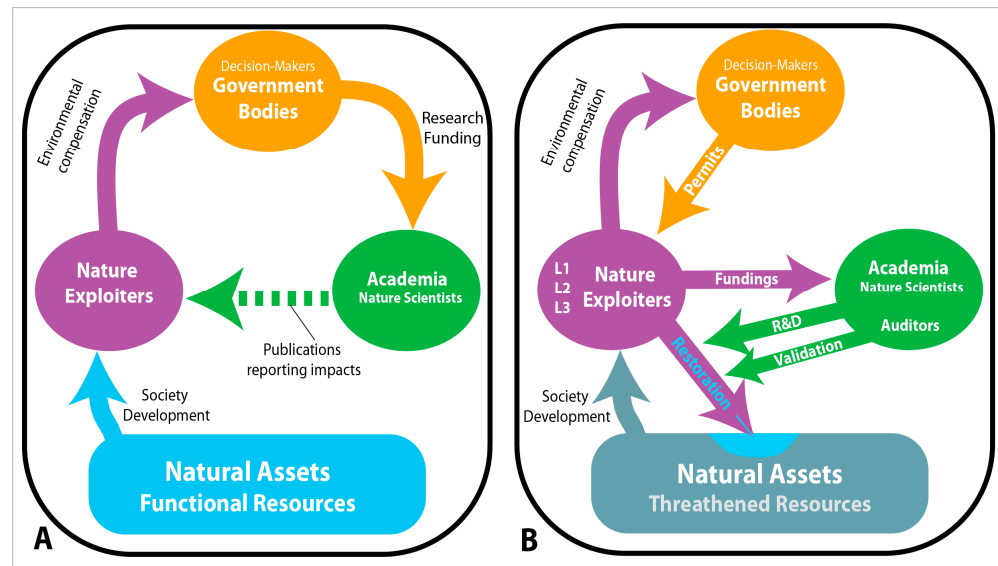 Decision-Makers
Government
Bodies
Environmental
compensation
Research
Funding
Nature
Exploiters
Academia
Nature Scientists
Publications
reporting impacts
Society
Development
Natural Assets
Functional Resources
A
Decision-Makers
Government
Bodies
Environmental
compensation
Permits
L1
L2
L3
Nature
Exploiters
Fundings
Academia
Nature Scientists
Auditors
R&D
Validation
Restoration
Society
Development
Natural Assets
Threathened Resources
B